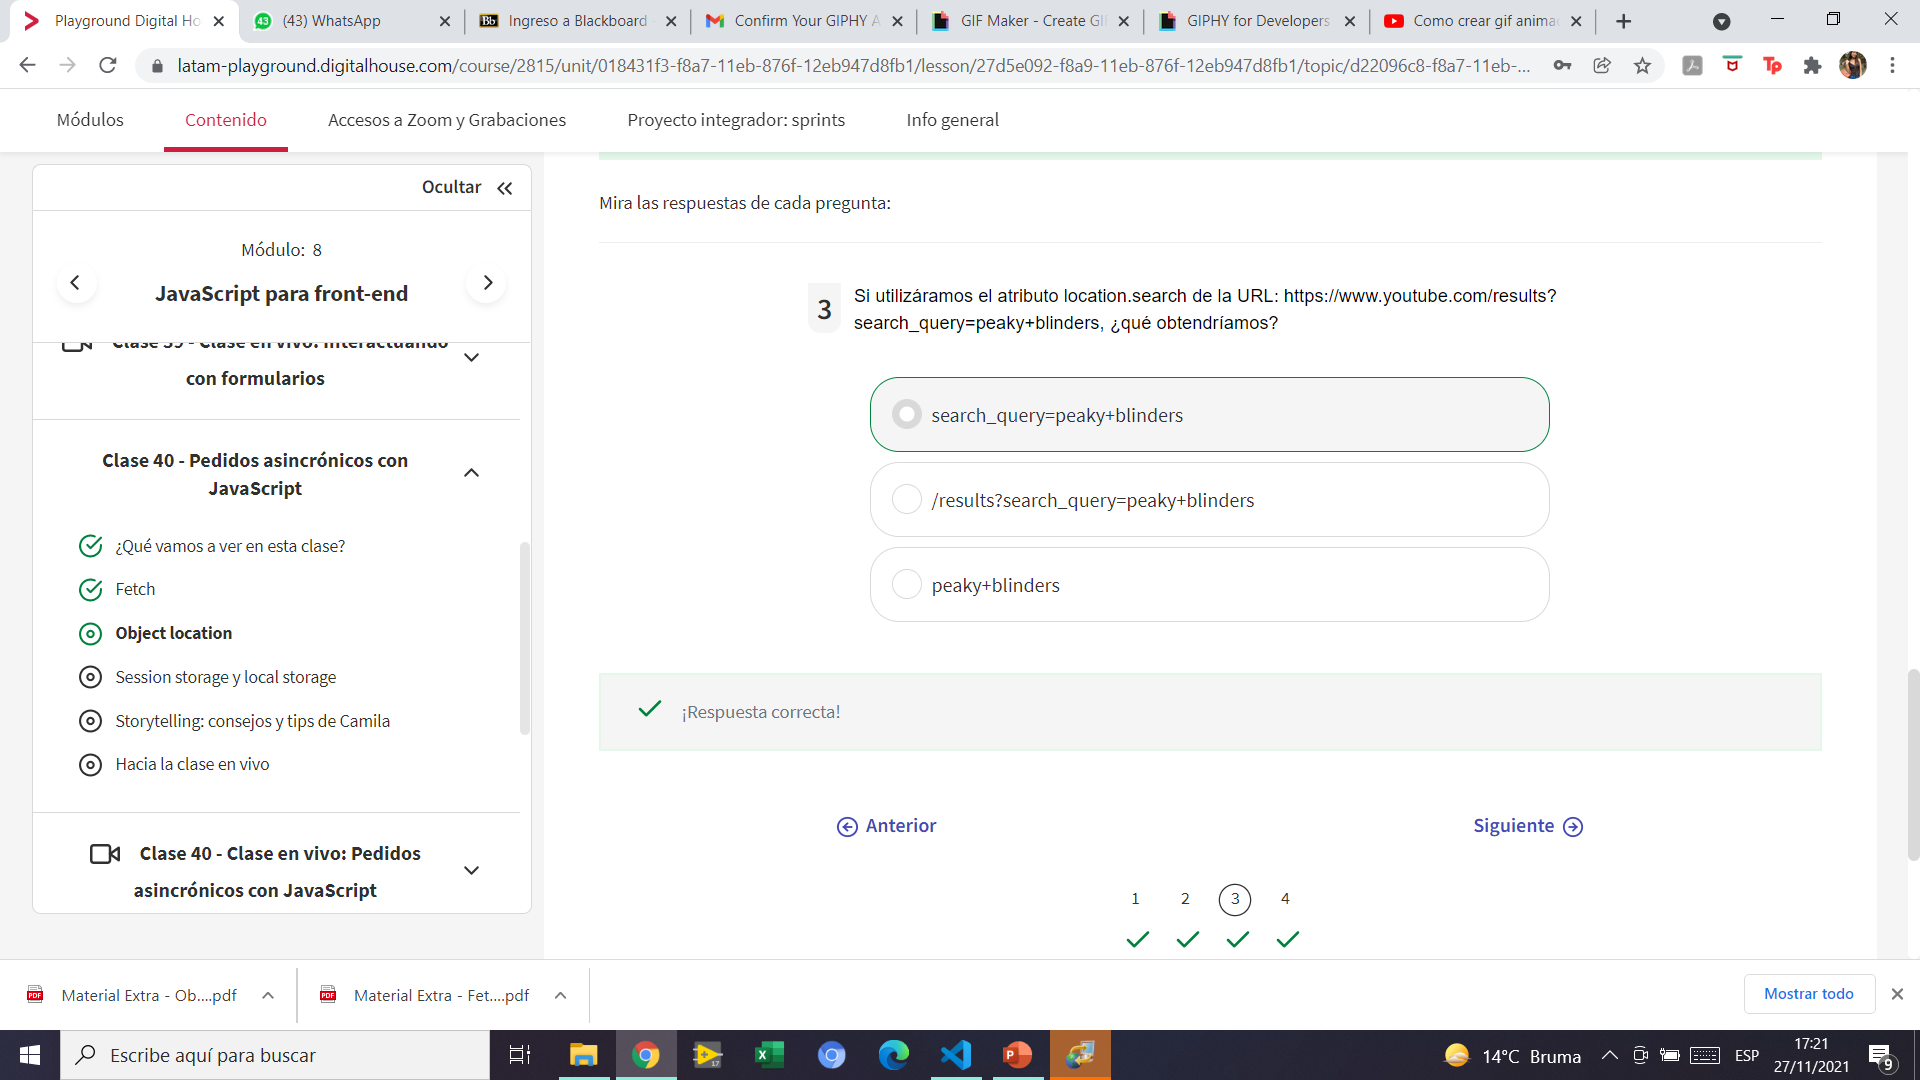 Playground Digital Ho
(43) WhatsApp
Ingreso a Blackboard
Confirm Your GIPHY A
GIF Maker - Create GI
GIPHY for Developers
Como crear gif anima
latam-playground.digitalhouse.com/course/2815/unit/018431f3-f8a7-11eb-876f-12eb947d8fb1/lesson/27d5e092-f8a9-11eb-876f-12eb947d8fb1/topic/d22096c8-f8a7-11eb-...
Módulos
Contenido
Accesos a Zoom y Grabaciones
Proyecto integrador: sprints
Info general
Ocultar
Módulo: 8
JavaScript para front-end
Clase 39 - Clase en vivo: Interactuando
con formularios
Clase 40 - Pedidos asincrónicos con
JavaScript
¿Qué vamos a ver en esta clase?
Fetch
Object location
Session storage y local storage
Storytelling: consejos y tips de Camila
Hacia la clase en vivo
Clase 40 - Clase en vivo: Pedidos
asincrónicos con JavaScript
Mira las respuestas de cada pregunta:
3
Si utilizáramos el atributo location.search de la URL: https://www.youtube.com/results?
search_query=peaky+blinders, ¿qué obtendríamos?
search_query=peaky+blinders
/results?search_query=peaky+blinders
peaky+blinders
¡Respuesta correcta!
Anterior
Siguiente
1 2 3 4
Material Extra - Ob....pdf
Material Extra - Fet....pdf
Mostrar todo
Escribe aquí para buscar
14°C Bruma
ESP
17:21
27/11/2021
9